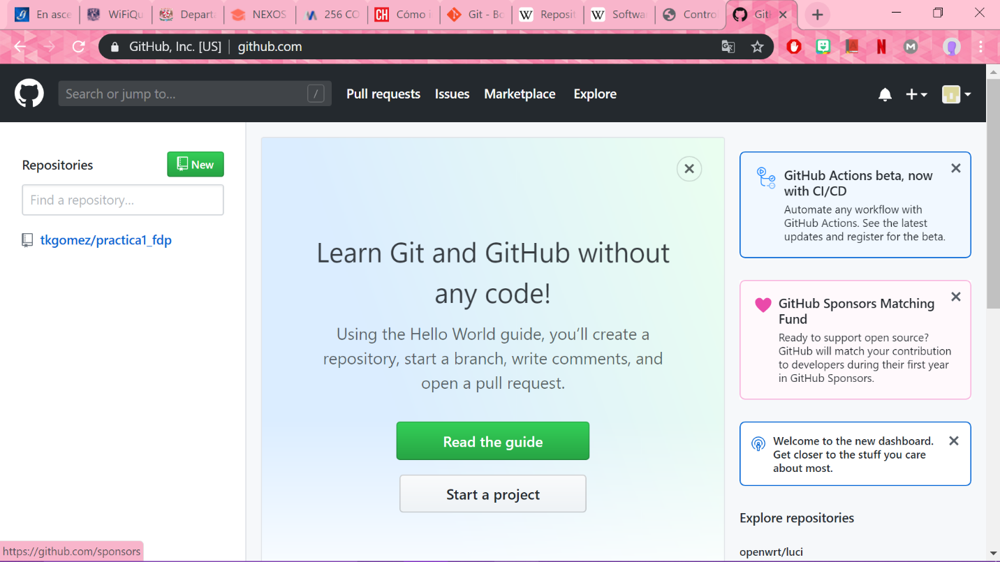 En asce
WiFiQu
Departa
NEXOS
256 CO
CH
Cómo i
Git - Bo
W
Reposit
W
Softwa
Contro
Git
GitHub, Inc. [US]
github.com
Search or jump to...
/
Pull requests
Issues
Marketplace
Explore
Repositories
New
Find a repository...
tkgomez/practica1_fdp
Learn Git and GitHub without
any code!
Using the Hello World guide, you’ll create a
repository, start a branch, write comments, and
open a pull request.
Read the guide
Start a project
GitHub Actions beta, now
with CI/CD
Automate any workflow with
GitHub Actions. See the latest
updates and register for the beta.
GitHub Sponsors Matching
Fund
Ready to support open source?
GitHub will match your contribution
to developers during their first year
in GitHub Sponsors.
Welcome to the new dashboard.
Get closer to the stuff you care
about most.
Explore repositories
openwrt/luci
https://github.com/sponsors